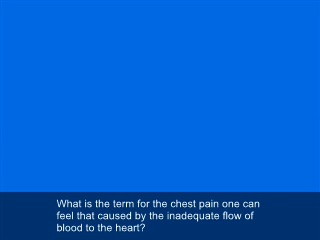 What is the term for the chest pain one can
feel that caused by the inadequate flow of
blood to the heart?